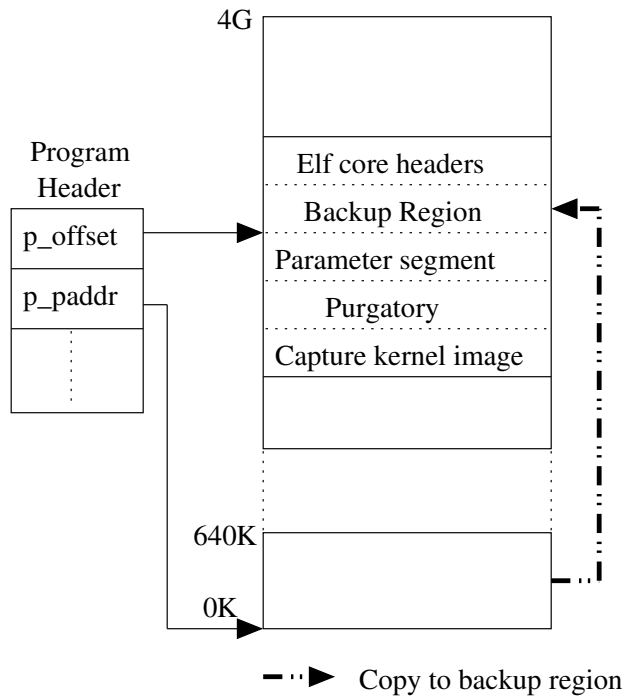 4G
Program
Header
p_offset
p_paddr
Elf core headers
Backup Region
Parameter segment
Purgatory
Capture kernel image
640K
0K
Copy to backup region